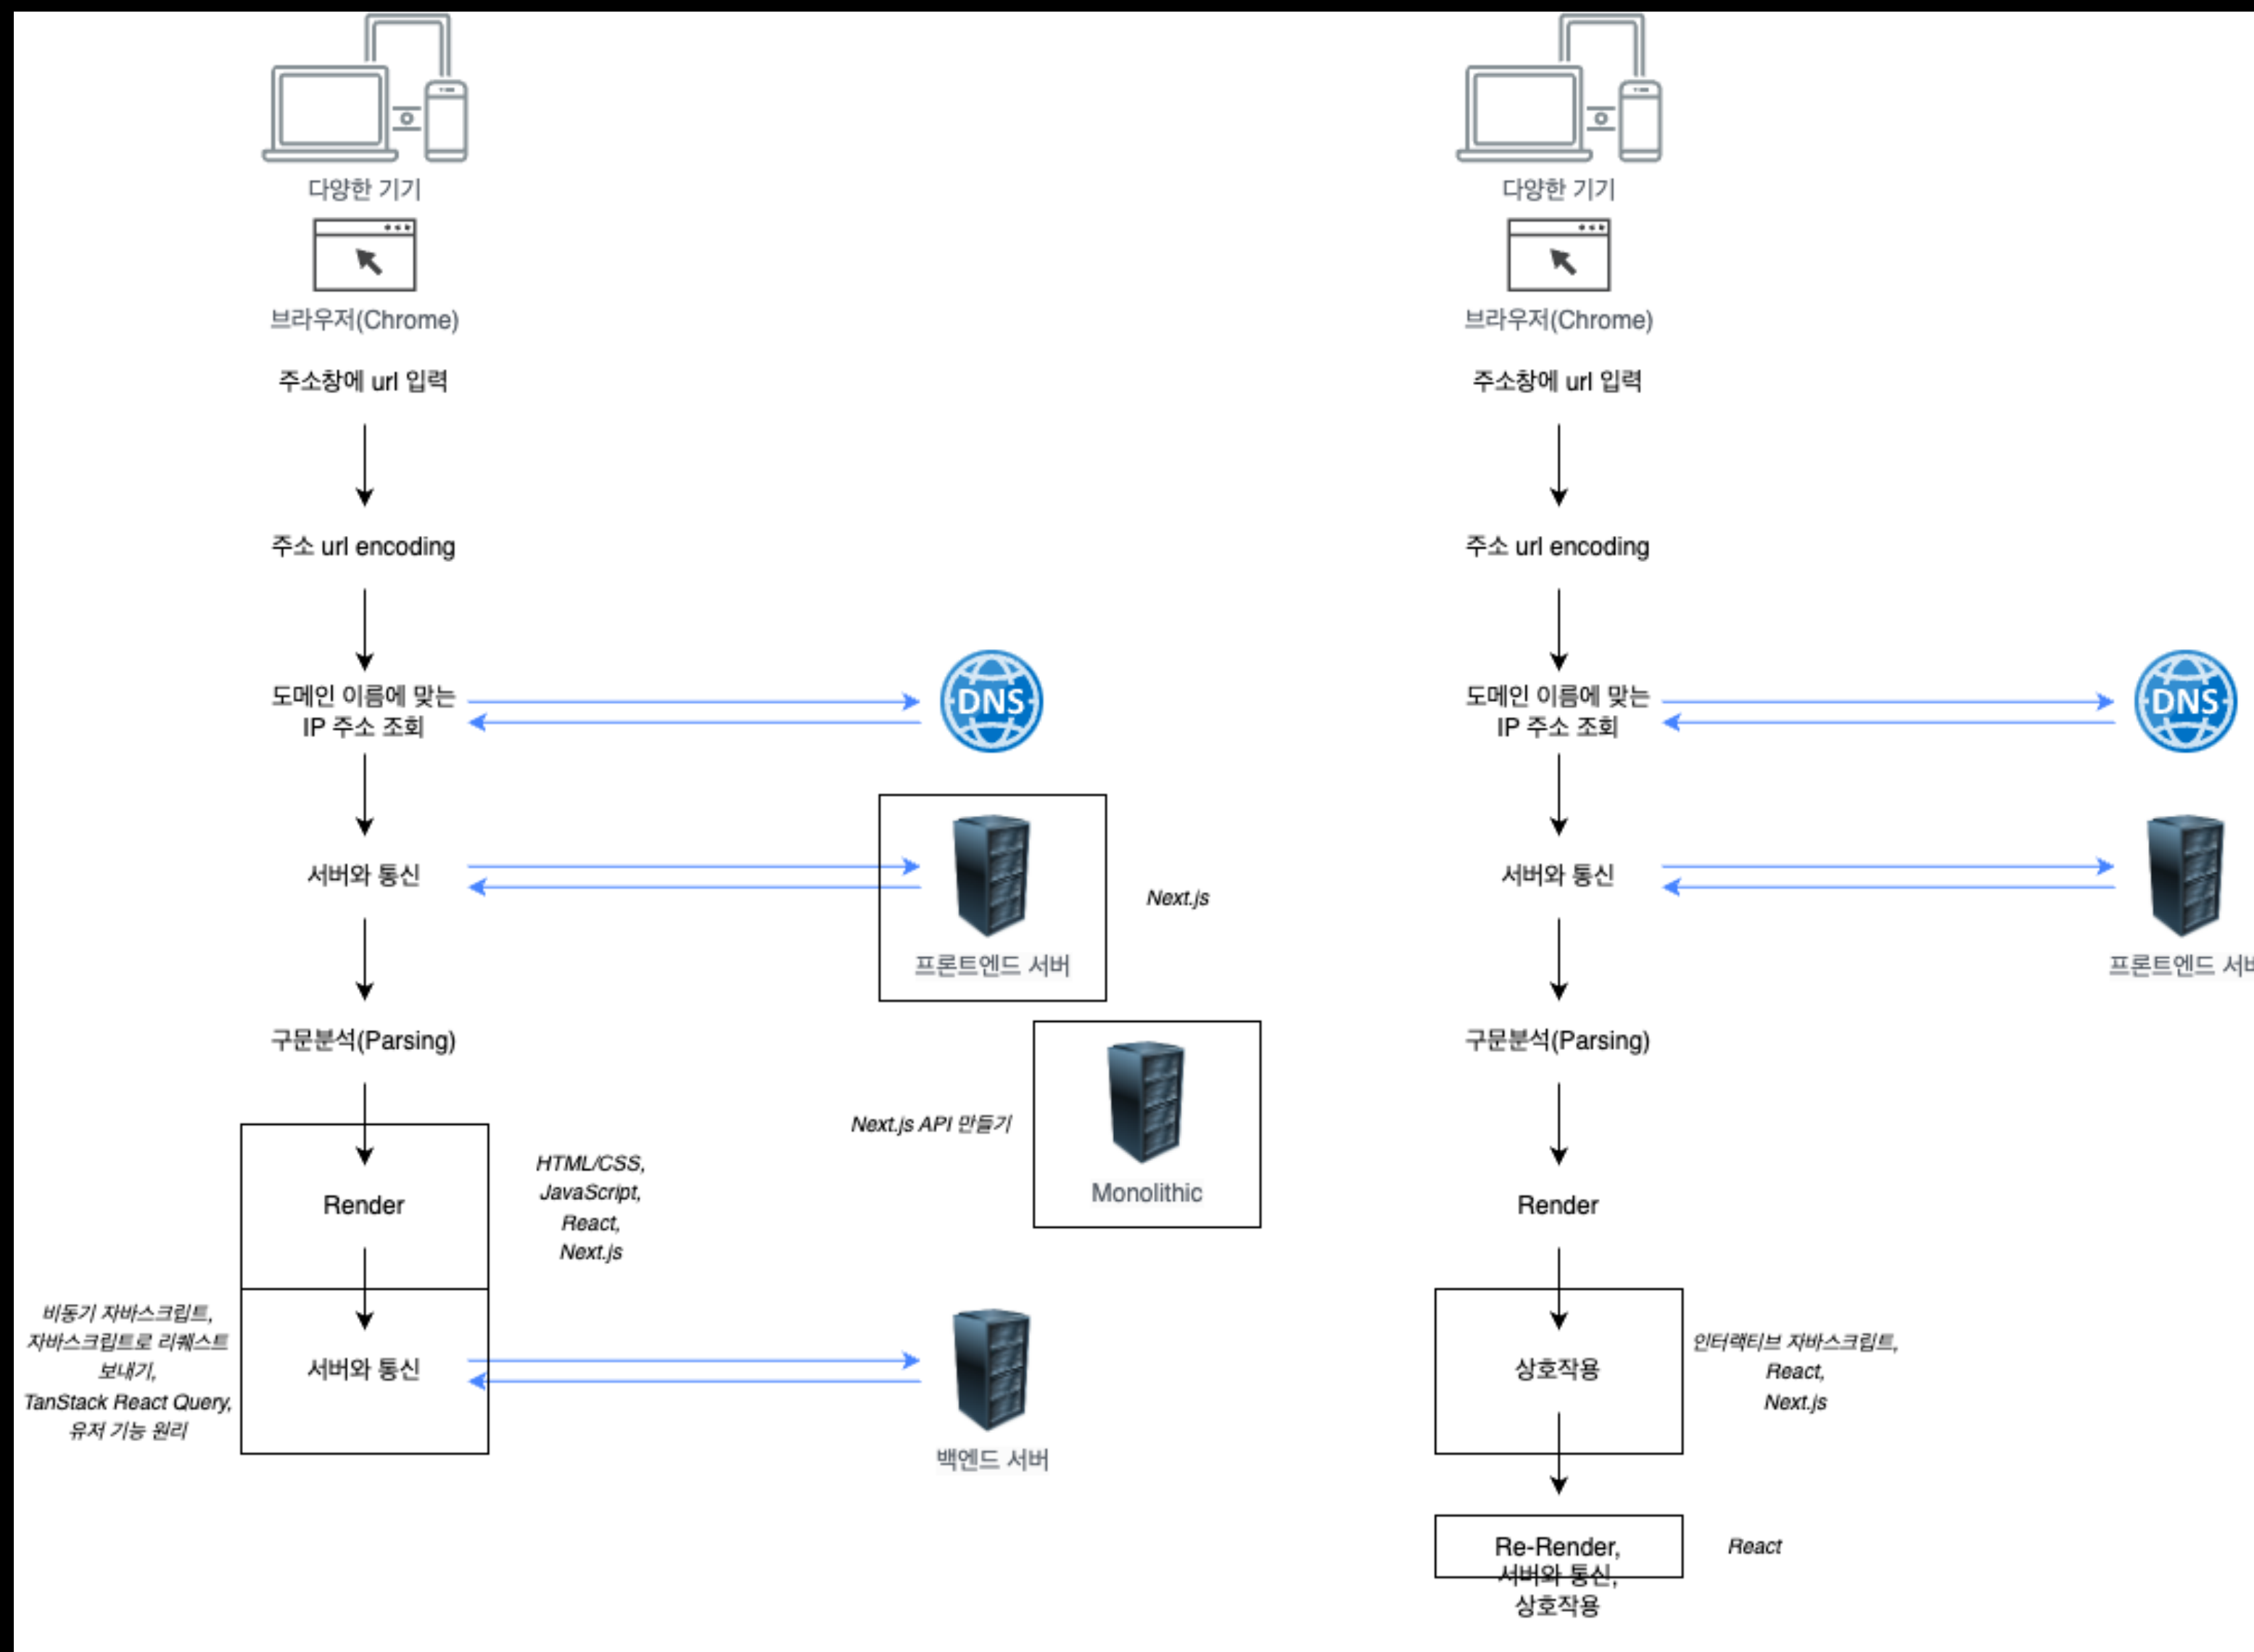 다양한 기기
브라우저(Chrome)
주소창에 url 입력
주소 url encoding
도메인 이름에 맞는
IP 주소 조회
DNS
서버와 통신
프론트엔드 서버
Next.js
구문분석(Parsing)
Next.js API 만들기
Monolithic
Render
HTML/CSS,
JavaScript,
React,
Next.js
비동기 자바스크립트,
자바스크립트로 리퀘스트
보내기,
TanStack React Query,
유저 기능 원리
서버와 통신
백엔드 서버
다양한 기기
브라우저(Chrome)
주소창에 url 입력
주소 url encoding
도메인 이름에 맞는
IP 주소 조회
DNS
서버와 통신
프론트엔드 서버
구문분석(Parsing)
Render
상호작용
인터랙티브 자바스크립트,
React,
Next.js
Re-Render,
서버와 통신,
상호작용
React